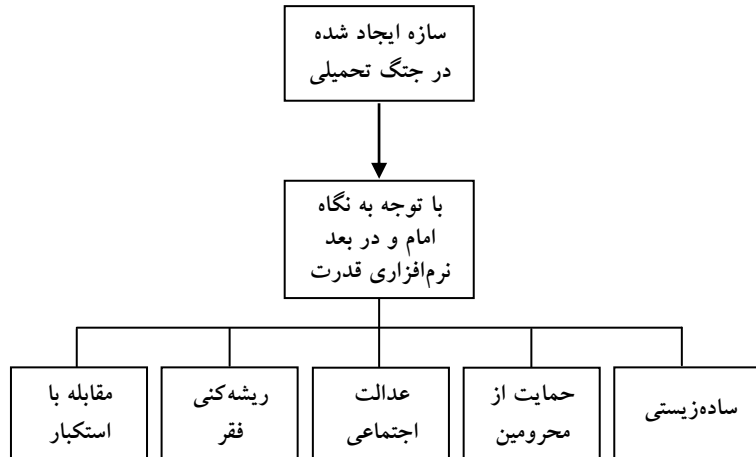 سازه ایجاد شده
در جتگ تحمیلی
با توجه به نگاه
امام و در بعد
نرم‌افزاری قدرت
ساده‌زیستی
حمایت از
محرومین
عدالت
اجتماعی
ریشه‌کنی
فقر
مقابله با
استکبار